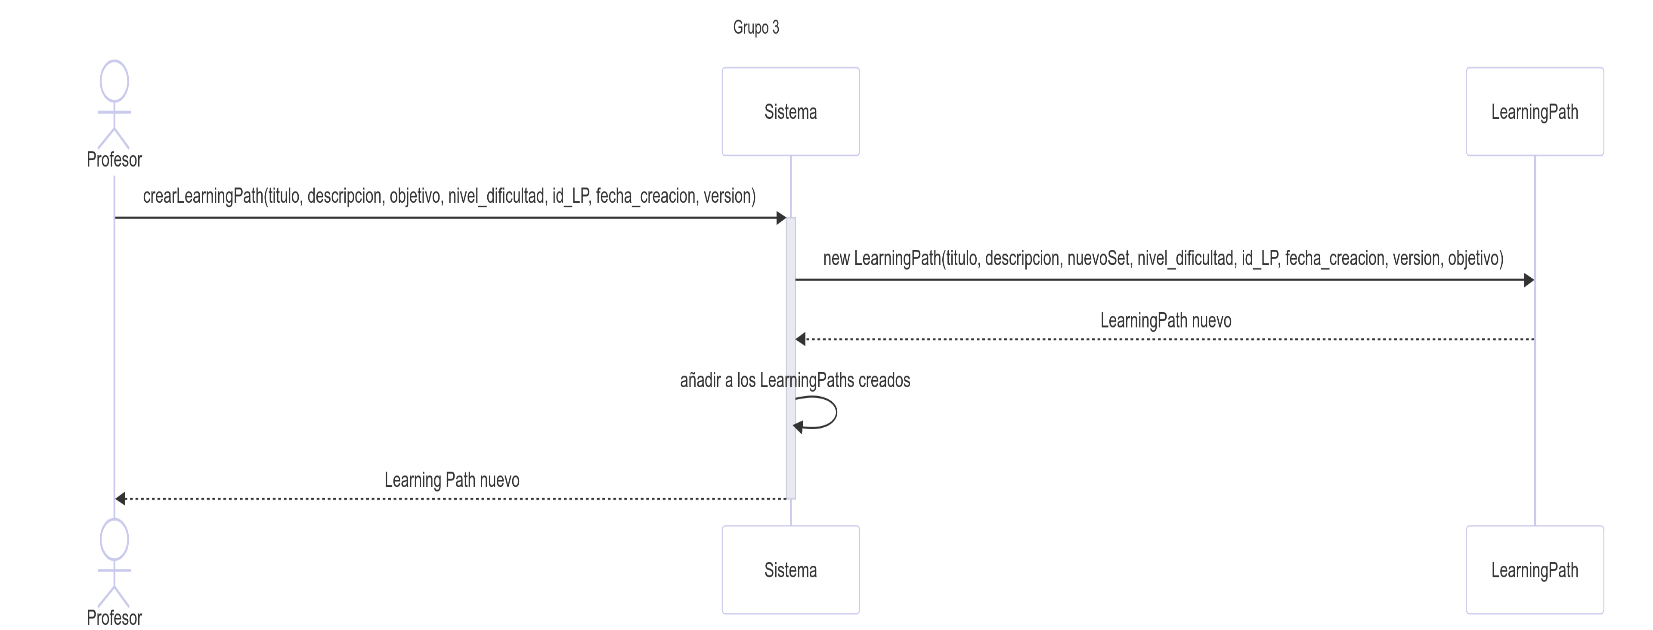 Grupo 3
Profesor
Sistema
LearningPath
crearLearningPath(titulo, descripcion, objetivo, nivel_dificultad, id_LP, fecha_creacion, version)
new LearningPath(titulo, descripcion, nuevoSet, nivel_dificultad, id_LP, fecha_creacion, version, objetivo)
LearningPath nuevo
añadir a los LearningPaths creados
Learning Path nuevo
Profesor
Sistema
LearningPath